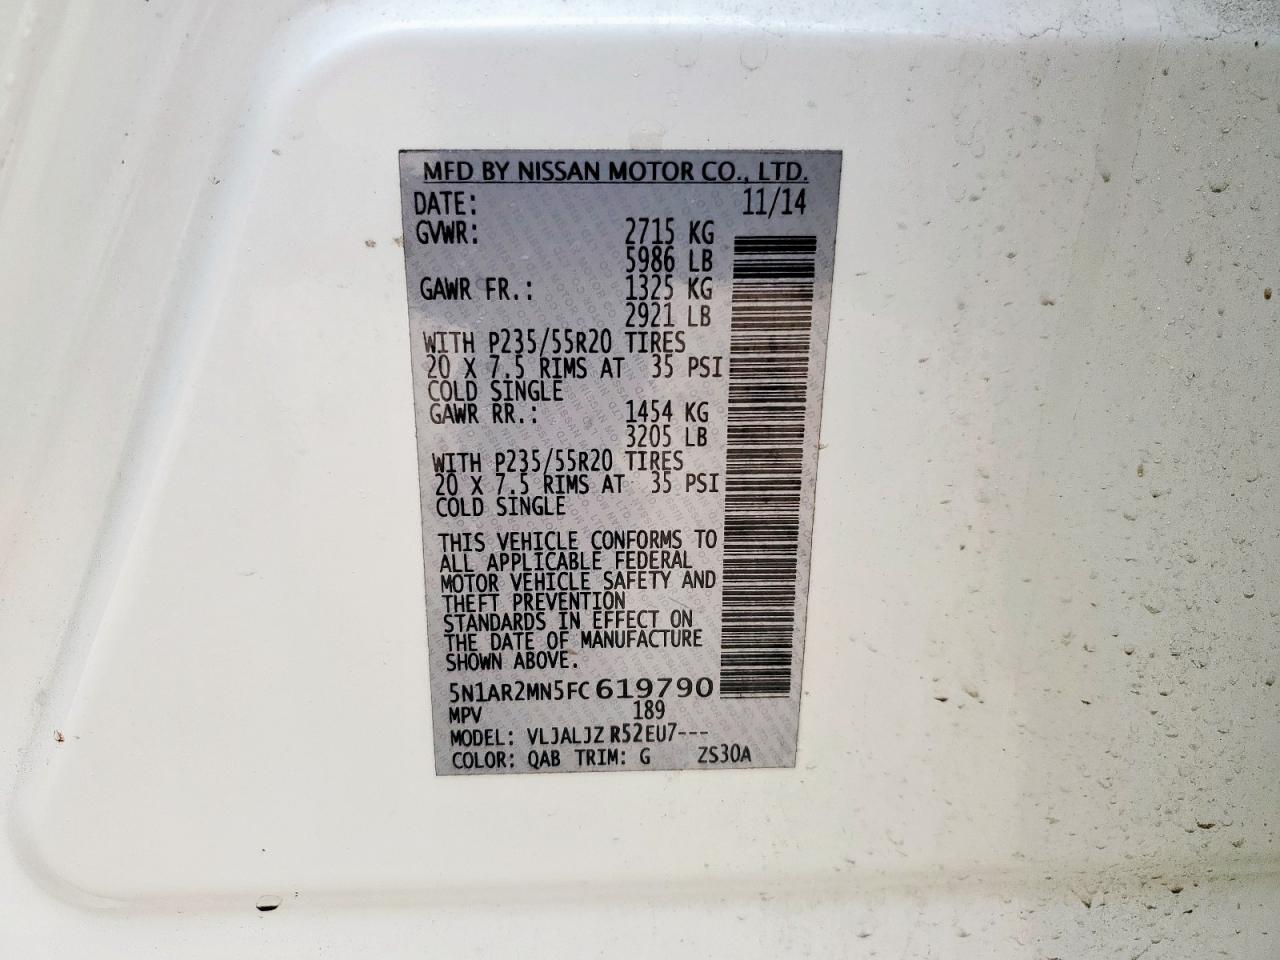 MFD BY NISSAN MOTOR CO., LTD.
DATE: 11/14
GVWR: 2715 KG
5986 LB
GAWR FR.: 1325 KG
2921 LB
WITH P235/55R20 TIRES
20 X 7.5 RIMS AT 35 PSI
COLD SINGLE
GAWR RR.: 1454 KG
3205 LB
WITH P235/55R20 TIRES
20 X 7.5 RIMS AT 35 PSI
COLD SINGLE
THIS VEHICLE CONFORMS TO
ALL APPLICABLE FEDERAL
MOTOR VEHICLE SAFETY AND
THEFT PREVENTION
STANDARDS IN EFFECT ON
THE DATE OF MANUFACTURE
SHOWN ABOVE.
5N1AR2MN5FC619790
MPV 189
MODEL: VLJALJZ R52EU7---
COLOR: QAB TRIM: G ZS30A